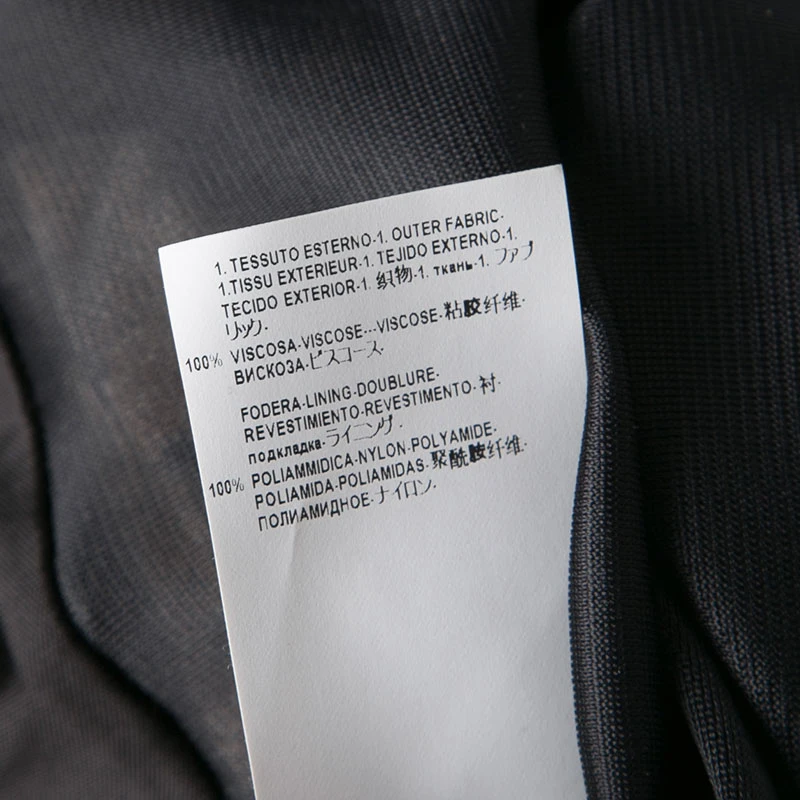 1. TESSUTO ESTERNO-1. OUTER FABRIC-
1.TISSU EXTERIEUR-1.TEJIDO EXTERNO-1.
TECIDO EXTERIOR-1. 织物-1. ткань-1. ファブ
リック.
100% VISCOSA-VISCOSE---VISCOSE-粘胶纤维-
ВИСКОЗА-ビスコース-
FODERA-LINING-DOUBLURE-
REVESTIMIENTO-REVESTIMENTO-衬-
подкладка-ライニング.
100% POLIAMMIDICA-NYLON-POLYAMIDE-
POLIAMIDA-POLIAMIDAS-聚酰胺纤维-
ПОЛИАМИДНОЕ-ナイロン.